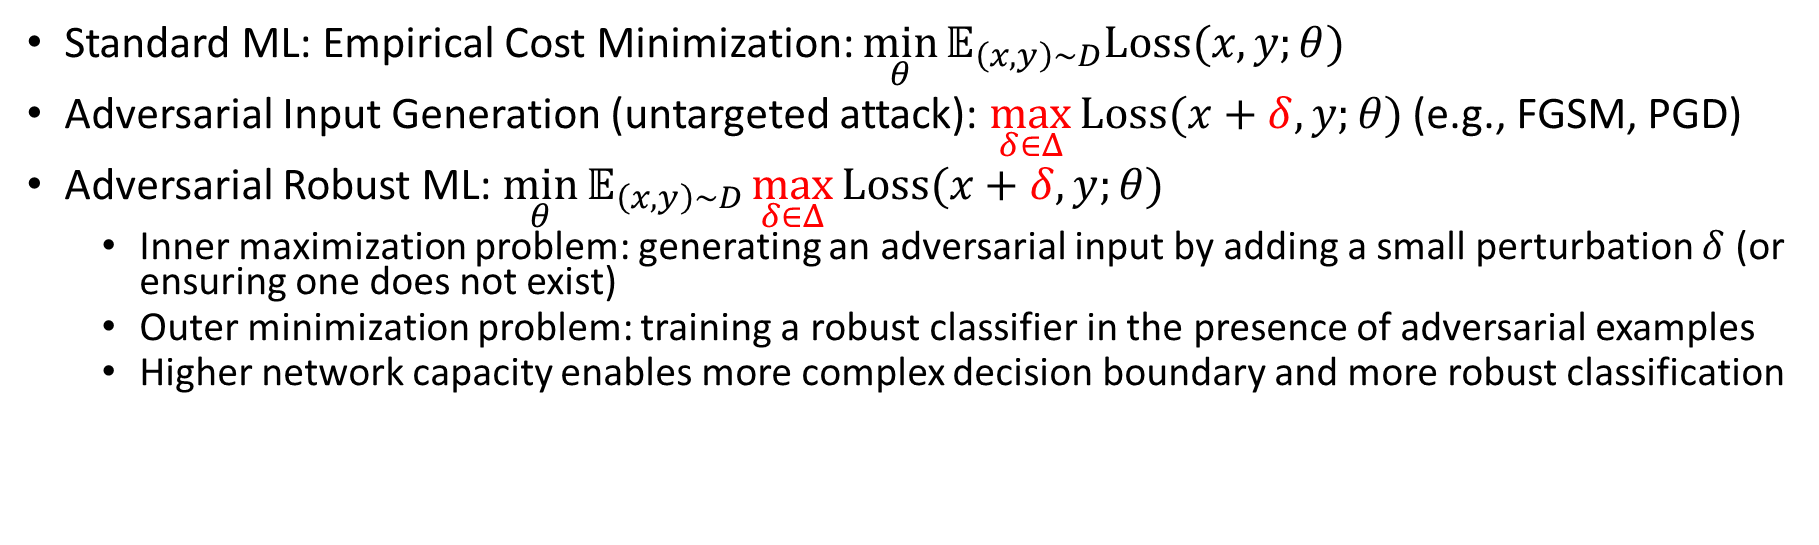 • Standard ML: Empirical Cost Minimization: min_θ 𝔼_(x,y)~D Loss(x, y; θ)
• Adversarial Input Generation (untargeted attack): max_δ∈Δ Loss(x + δ, y; θ) (e.g., FGSM, PGD)
• Adversarial Robust ML: min_θ 𝔼_(x,y)~D max_δ∈Δ Loss(x + δ, y; θ)
• Inner maximization problem: generating an adversarial input by adding a small perturbation δ (or
ensuring one does not exist)
• Outer minimization problem: training a robust classifier in the presence of adversarial examples
• Higher network capacity enables more complex decision boundary and more robust classification